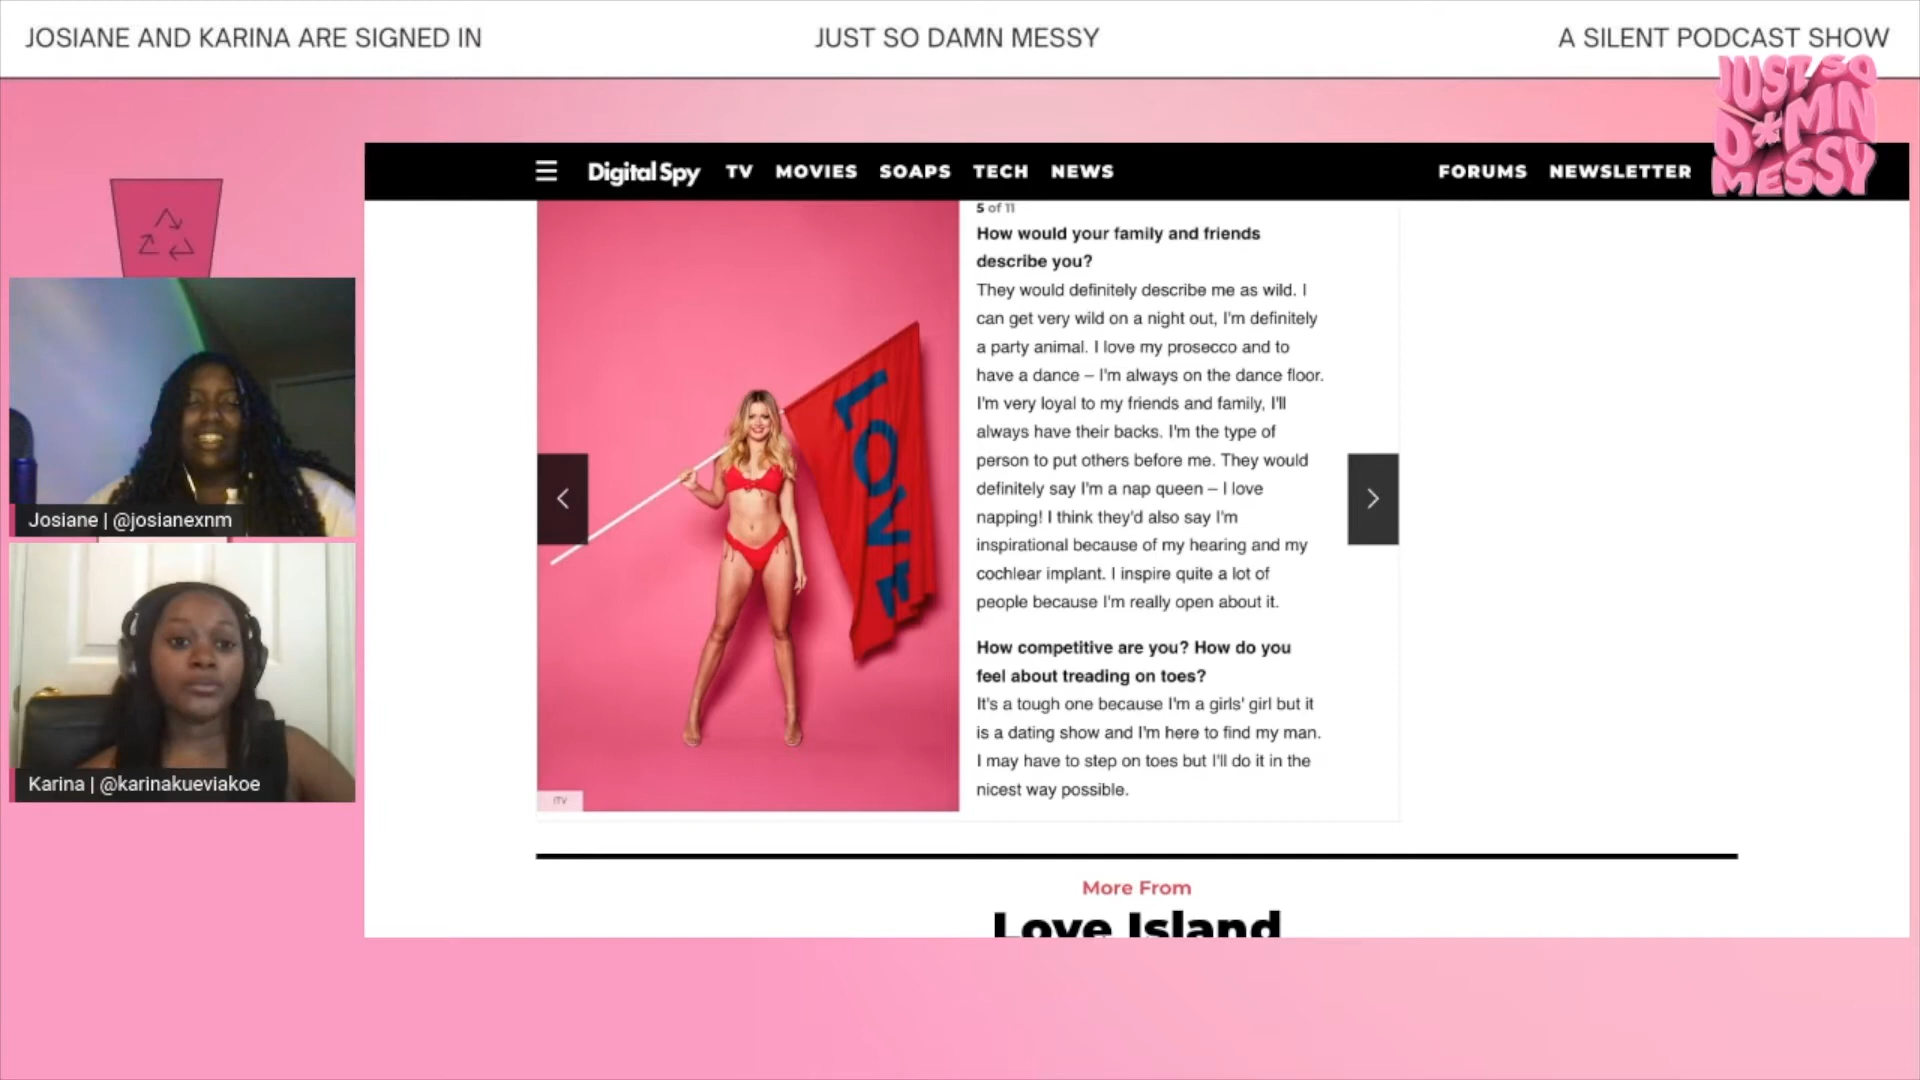 JOSIANE AND KARINA ARE SIGNED IN
JUST SO DAMN MESSY
A SILENT PODCAST SHOW
JUST SO
D*MN
MESSY
Digital Spy
TV
MOVIES
SOAPS
TECH
NEWS
FORUMS
NEWSLETTER
Josiane | @josianexnm
Karina | @karinakueviakoe
LOVE
ITV
5 of 11
How would your family and friends
describe you?
They would definitely describe me as wild. I
can get very wild on a night out, I'm definitely
a party animal. I love my prosecco and to
have a dance – I'm always on the dance floor.
I'm very loyal to my friends and family, I'll
always have their backs. I'm the type of
person to put others before me. They would
definitely say I'm a nap queen – I love
napping! I think they'd also say I'm
inspirational because of my hearing and my
cochlear implant. I inspire quite a lot of
people because I'm really open about it.
How competitive are you? How do you
feel about treading on toes?
It's a tough one because I'm a girls' girl but it
is a dating show and I'm here to find my man.
I may have to step on toes but I'll do it in the
nicest way possible.
More From
Love Island